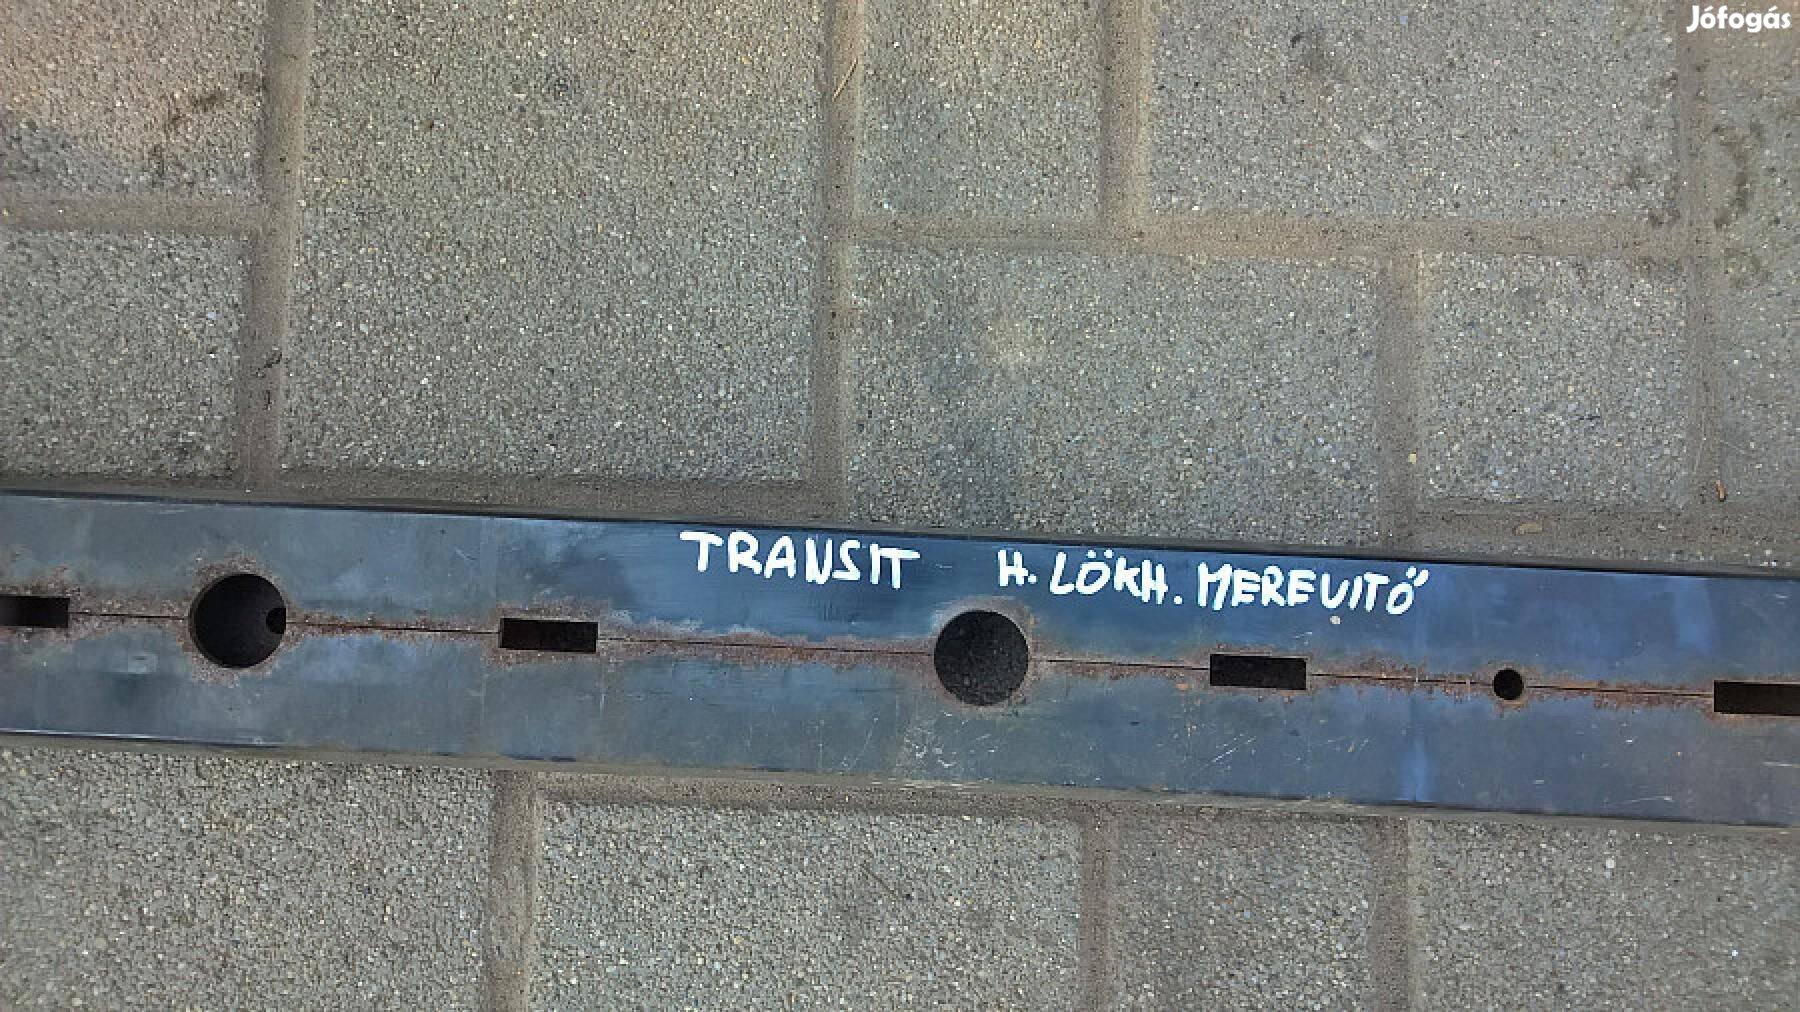 Jófogás
TRANSIT H. LÖKH. MEREVITŐ